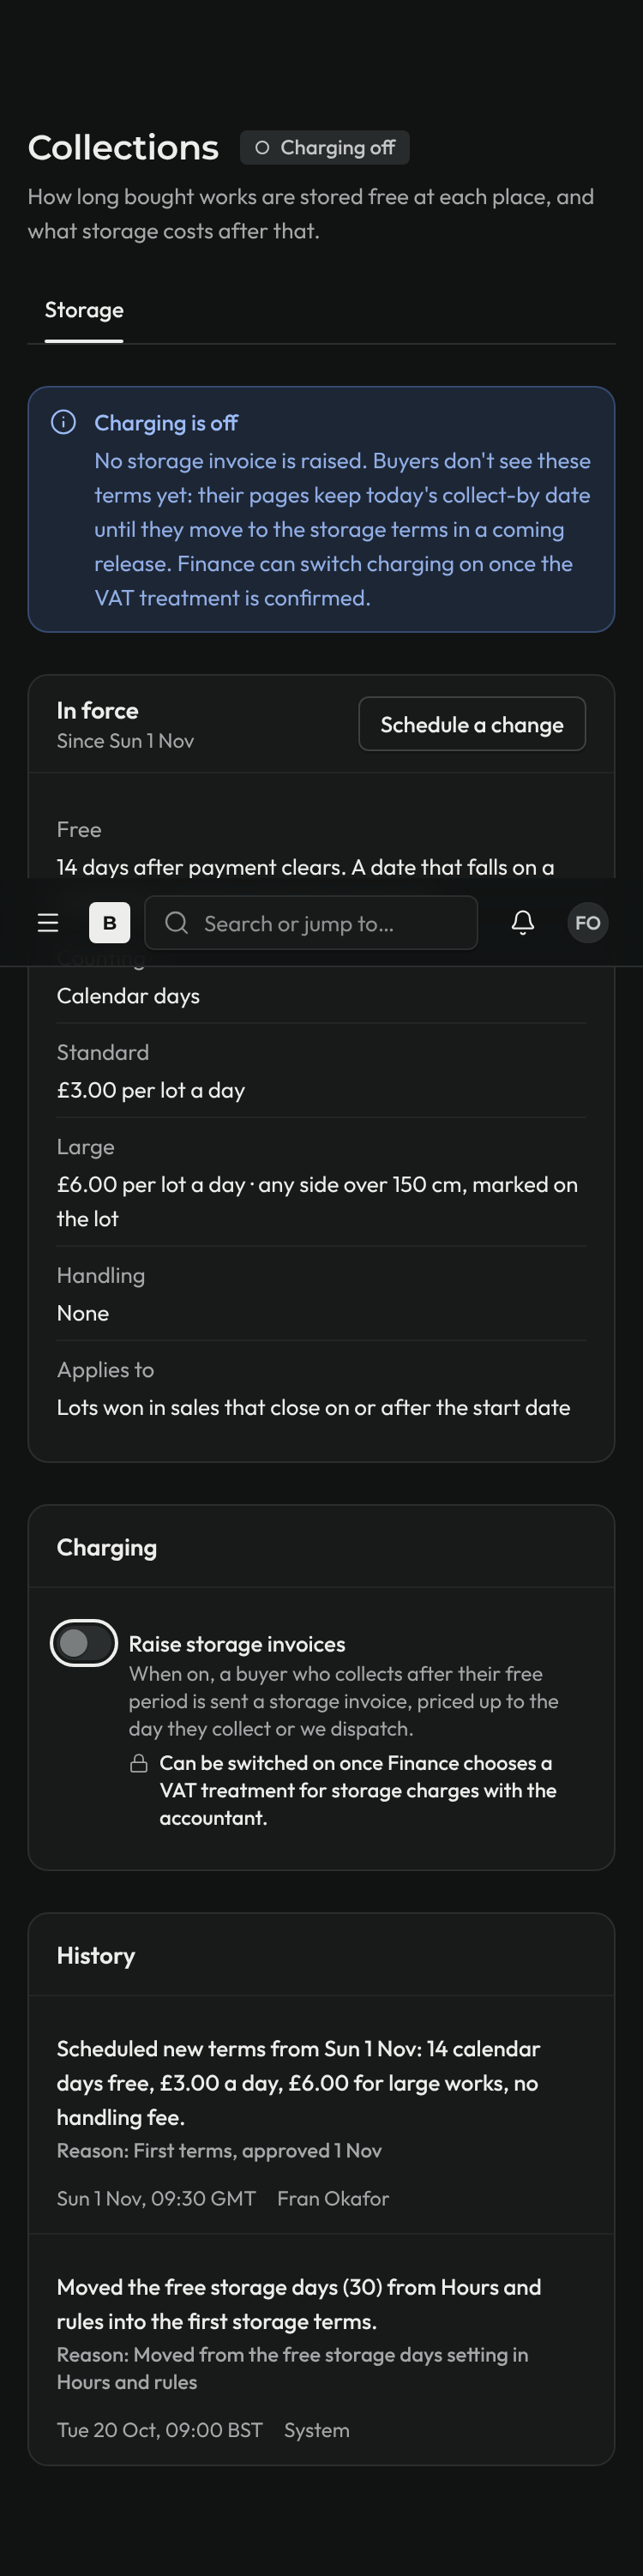 Collections
Charging off
How long bought works are stored free at each place, and
what storage costs after that.
Storage
Charging is off
No storage invoice is raised. Buyers don't see these
terms yet: their pages keep today's collect-by date
until they move to the storage terms in a coming
release. Finance can switch charging on once the
VAT treatment is confirmed.
In force
Since Sun 1 Nov
Schedule a change
Free
14 days after payment clears. A date that falls on a
B
Search or jump to…
FO
Counting
Calendar days
Standard
£3.00 per lot a day
Large
£6.00 per lot a day · any side over 150 cm, marked on
the lot
Handling
None
Applies to
Lots won in sales that close on or after the start date
Charging
Raise storage invoices
When on, a buyer who collects after their free
period is sent a storage invoice, priced up to the
day they collect or we dispatch.
Can be switched on once Finance chooses a
VAT treatment for storage charges with the
accountant.
History
Scheduled new terms from Sun 1 Nov: 14 calendar
days free, £3.00 a day, £6.00 for large works, no
handling fee.
Reason: First terms, approved 1 Nov
Sun 1 Nov, 09:30 GMT Fran Okafor
Moved the free storage days (30) from Hours and
rules into the first storage terms.
Reason: Moved from the free storage days setting in
Hours and rules
Tue 20 Oct, 09:00 BST System